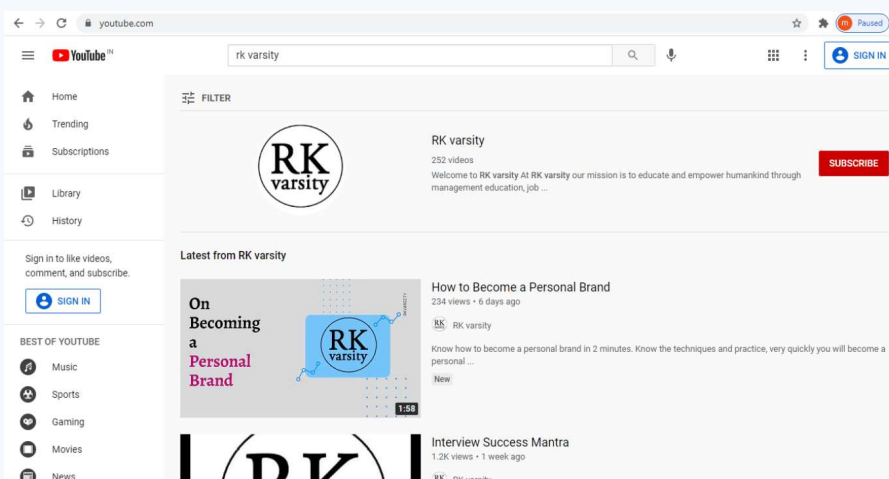 youtube.com
m Paused
YouTube IN
rk varsity
SIGN IN
Home
Trending
Subscriptions
Library
History
Sign in to like videos,
comment, and subscribe.
SIGN IN
BEST OF YOUTUBE
Music
Sports
Gaming
Movies
News
FILTER
RK
varsity
RK varsity
252 videos
Welcome to RK varsity At RK varsity our mission is to educate and empower humankind through
management education, job ...
SUBSCRIBE
Latest from RK varsity
On
Becoming
a
Personal
Brand
RK
varsity
1:58
How to Become a Personal Brand
234 views • 6 days ago
RK RK varsity
Know how to become a personal brand in 2 minutes. Know the techniques and practice, very quickly you will become a
personal ...
New
RK
Interview Success Mantra
1.2K views • 1 week ago
RK RK varsity